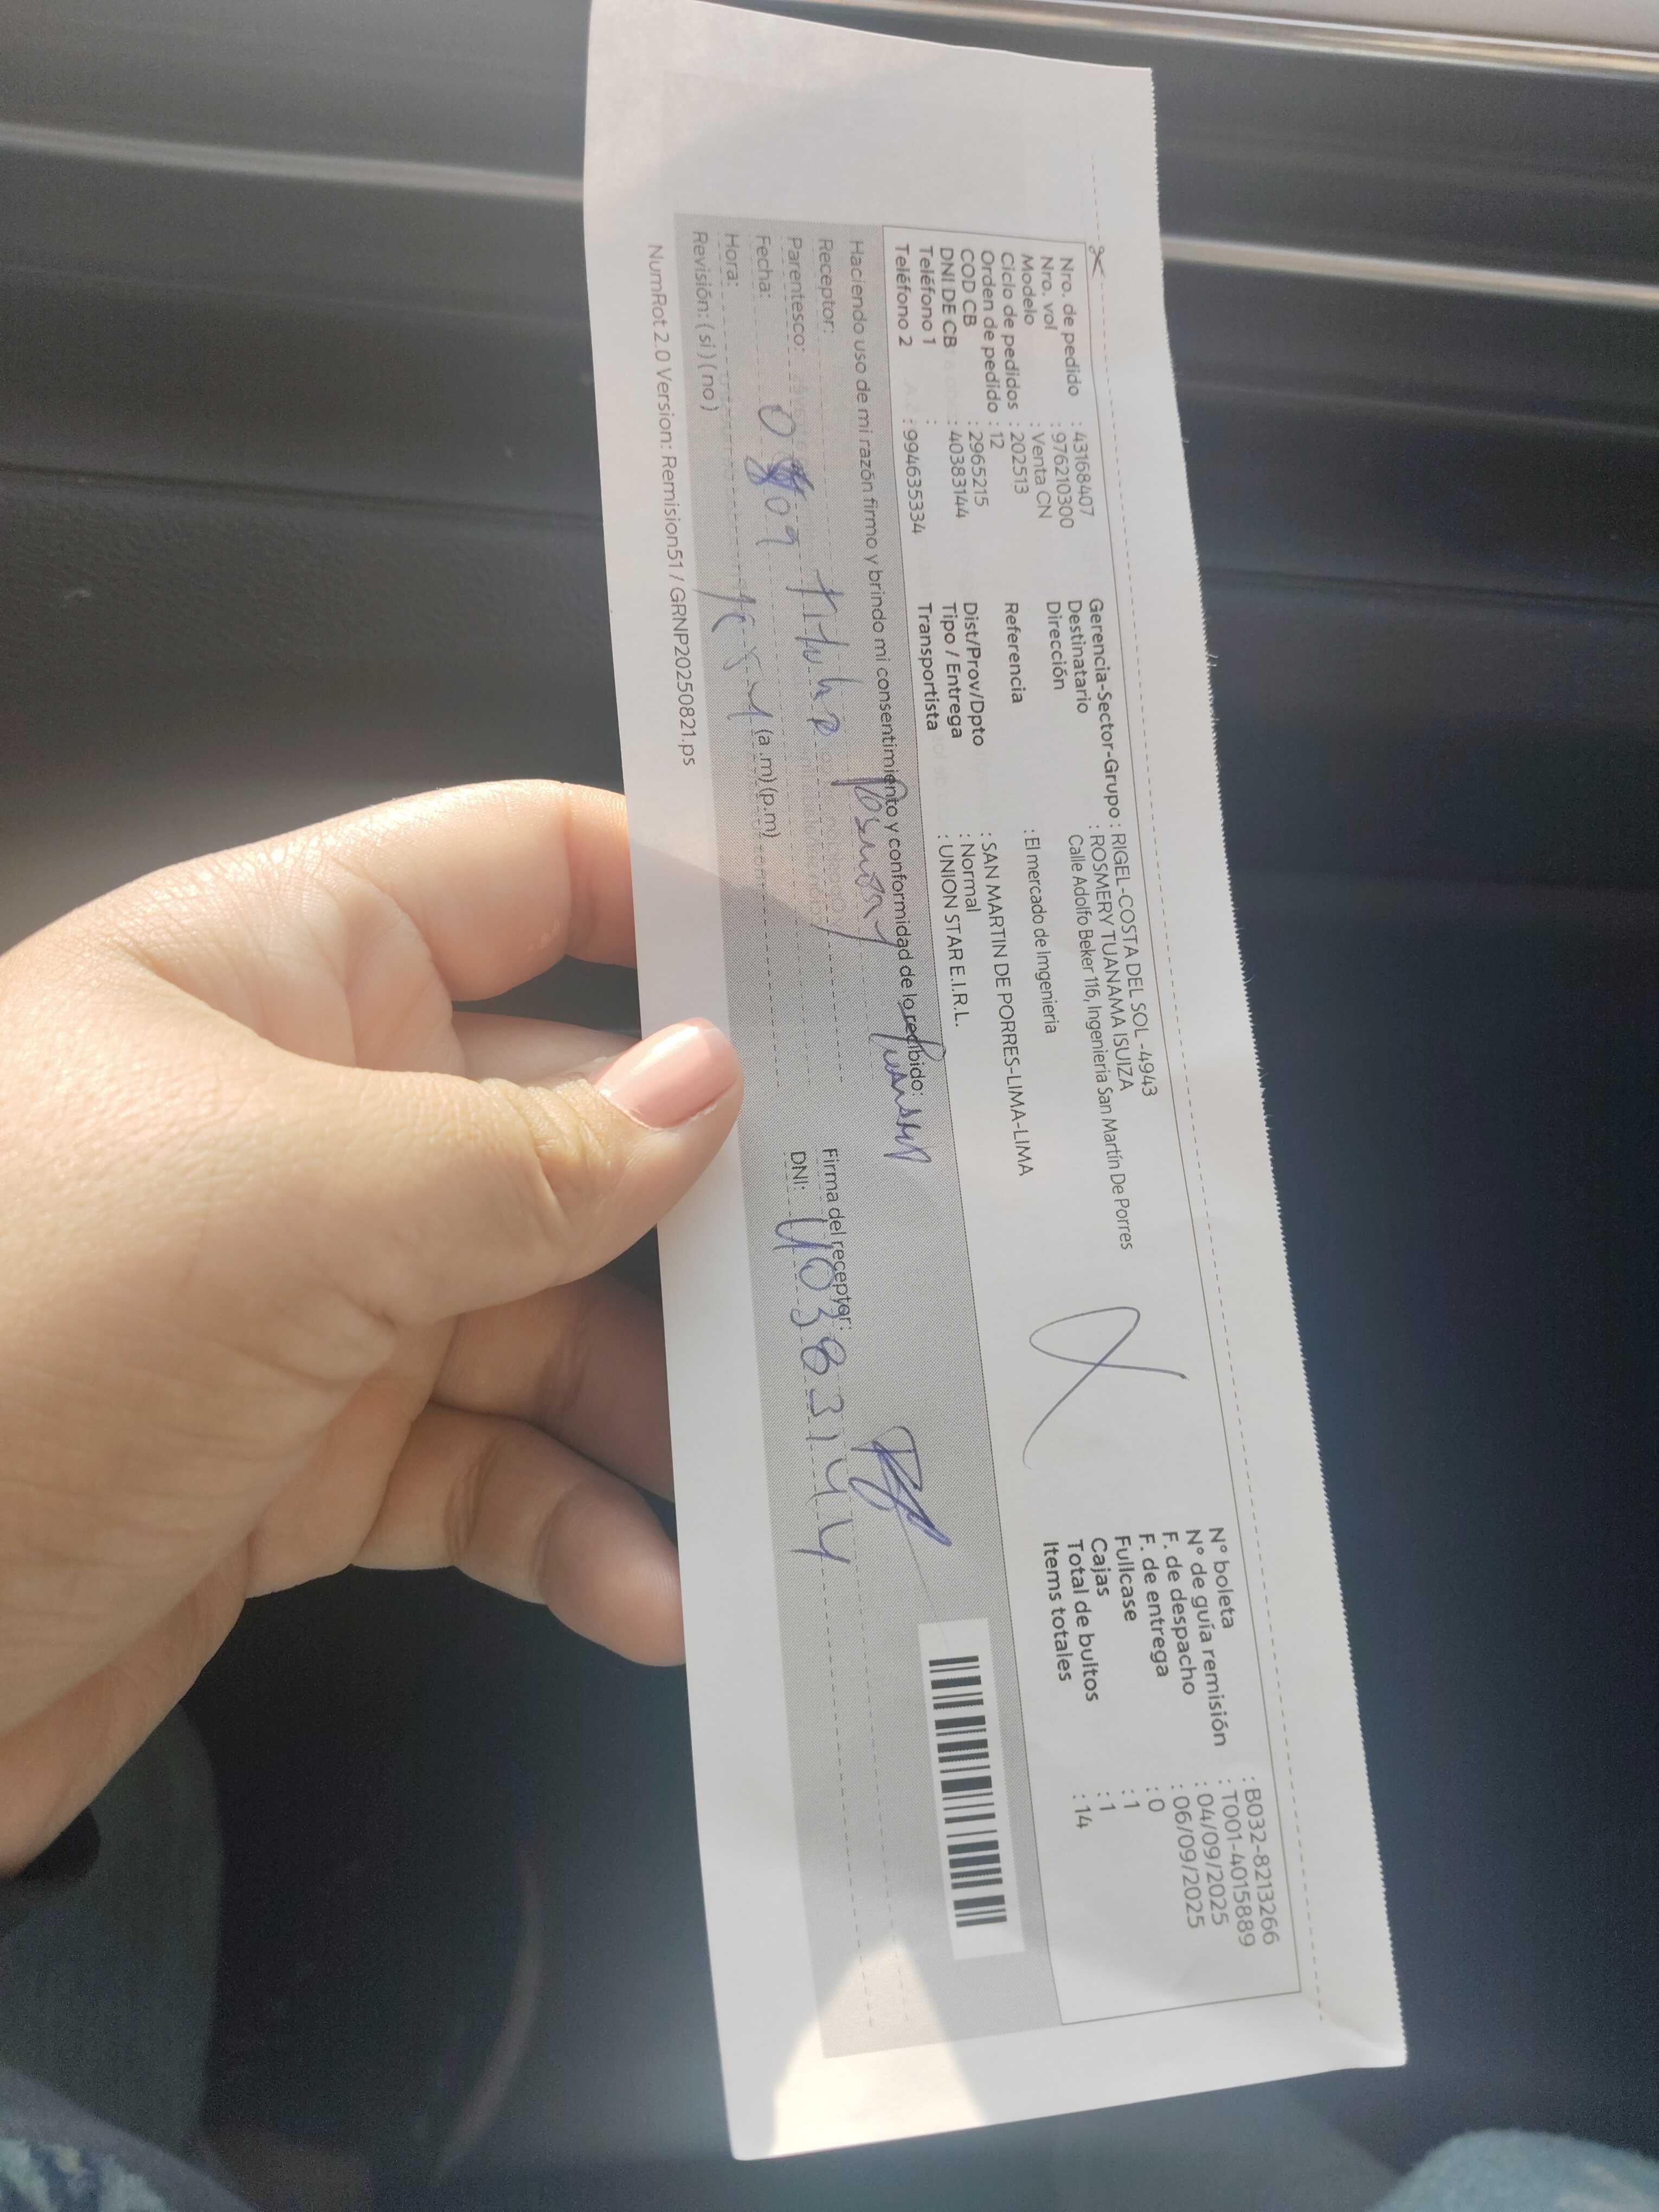 Nro. de pedido : 43168407
Nro. vol : 976210300
Modelo : Venta CN
Ciclo de pedidos : 202513
Orden de pedido : 12
COD CB : 2965215
DNI DE CB : 40383144
Teléfono 1 :
Teléfono 2 : 994635334
Gerencia-Sector-Grupo : RIGEL-COSTA DEL SOL -4943
Destinatario : ROSMERY TUANAMA ISUIZA
Dirección Calle Adolfo Beker 116, Ingenieria San Martín De Porres
Referencia : El mercado de Imgenieria
Dist/Prov/Dpto : SAN MARTIN DE PORRES-LIMA-LIMA
Tipo / Entrega : Normal
Transportista : UNION STAR E.I.R.L.
N° boleta : B032-8213266
N° de guía remisión : T001-4015889
F. de despacho : 04/09/2025
F. de entrega : 06/09/2025
Fullcase : 0
Cajas : 1
Total de bultos : 1
Items totales : 14
Haciendo uso de mi razón firmo y brindo mi consentimiento y conformidad de lo recibido:
Receptor: Rosmery
Firma del receptor:
Parentesco: titular
DNI: 40383144
Fecha: 09
Hora: (a.m) (p.m)
Revisión: ( si ) ( no )
NumRot 2.0 Version: Remision51 / GRNP20250821.ps